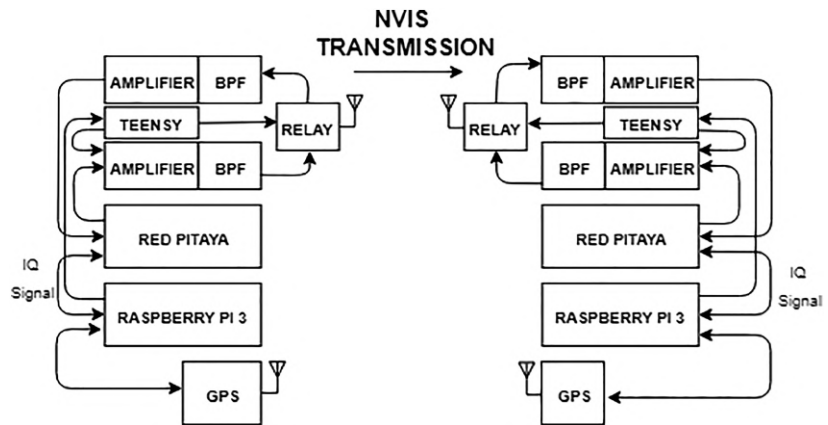 NVIS
TRANSMISSION
AMPLIFIER BPF
TEENSY
RELAY
AMPLIFIER BPF
RED PITAYA
IQ
Signal
RASPBERRY PI 3
GPS
BPF AMPLIFIER
RELAY
TEENSY
BPF AMPLIFIER
RED PITAYA
IQ
Signal
RASPBERRY PI 3
GPS